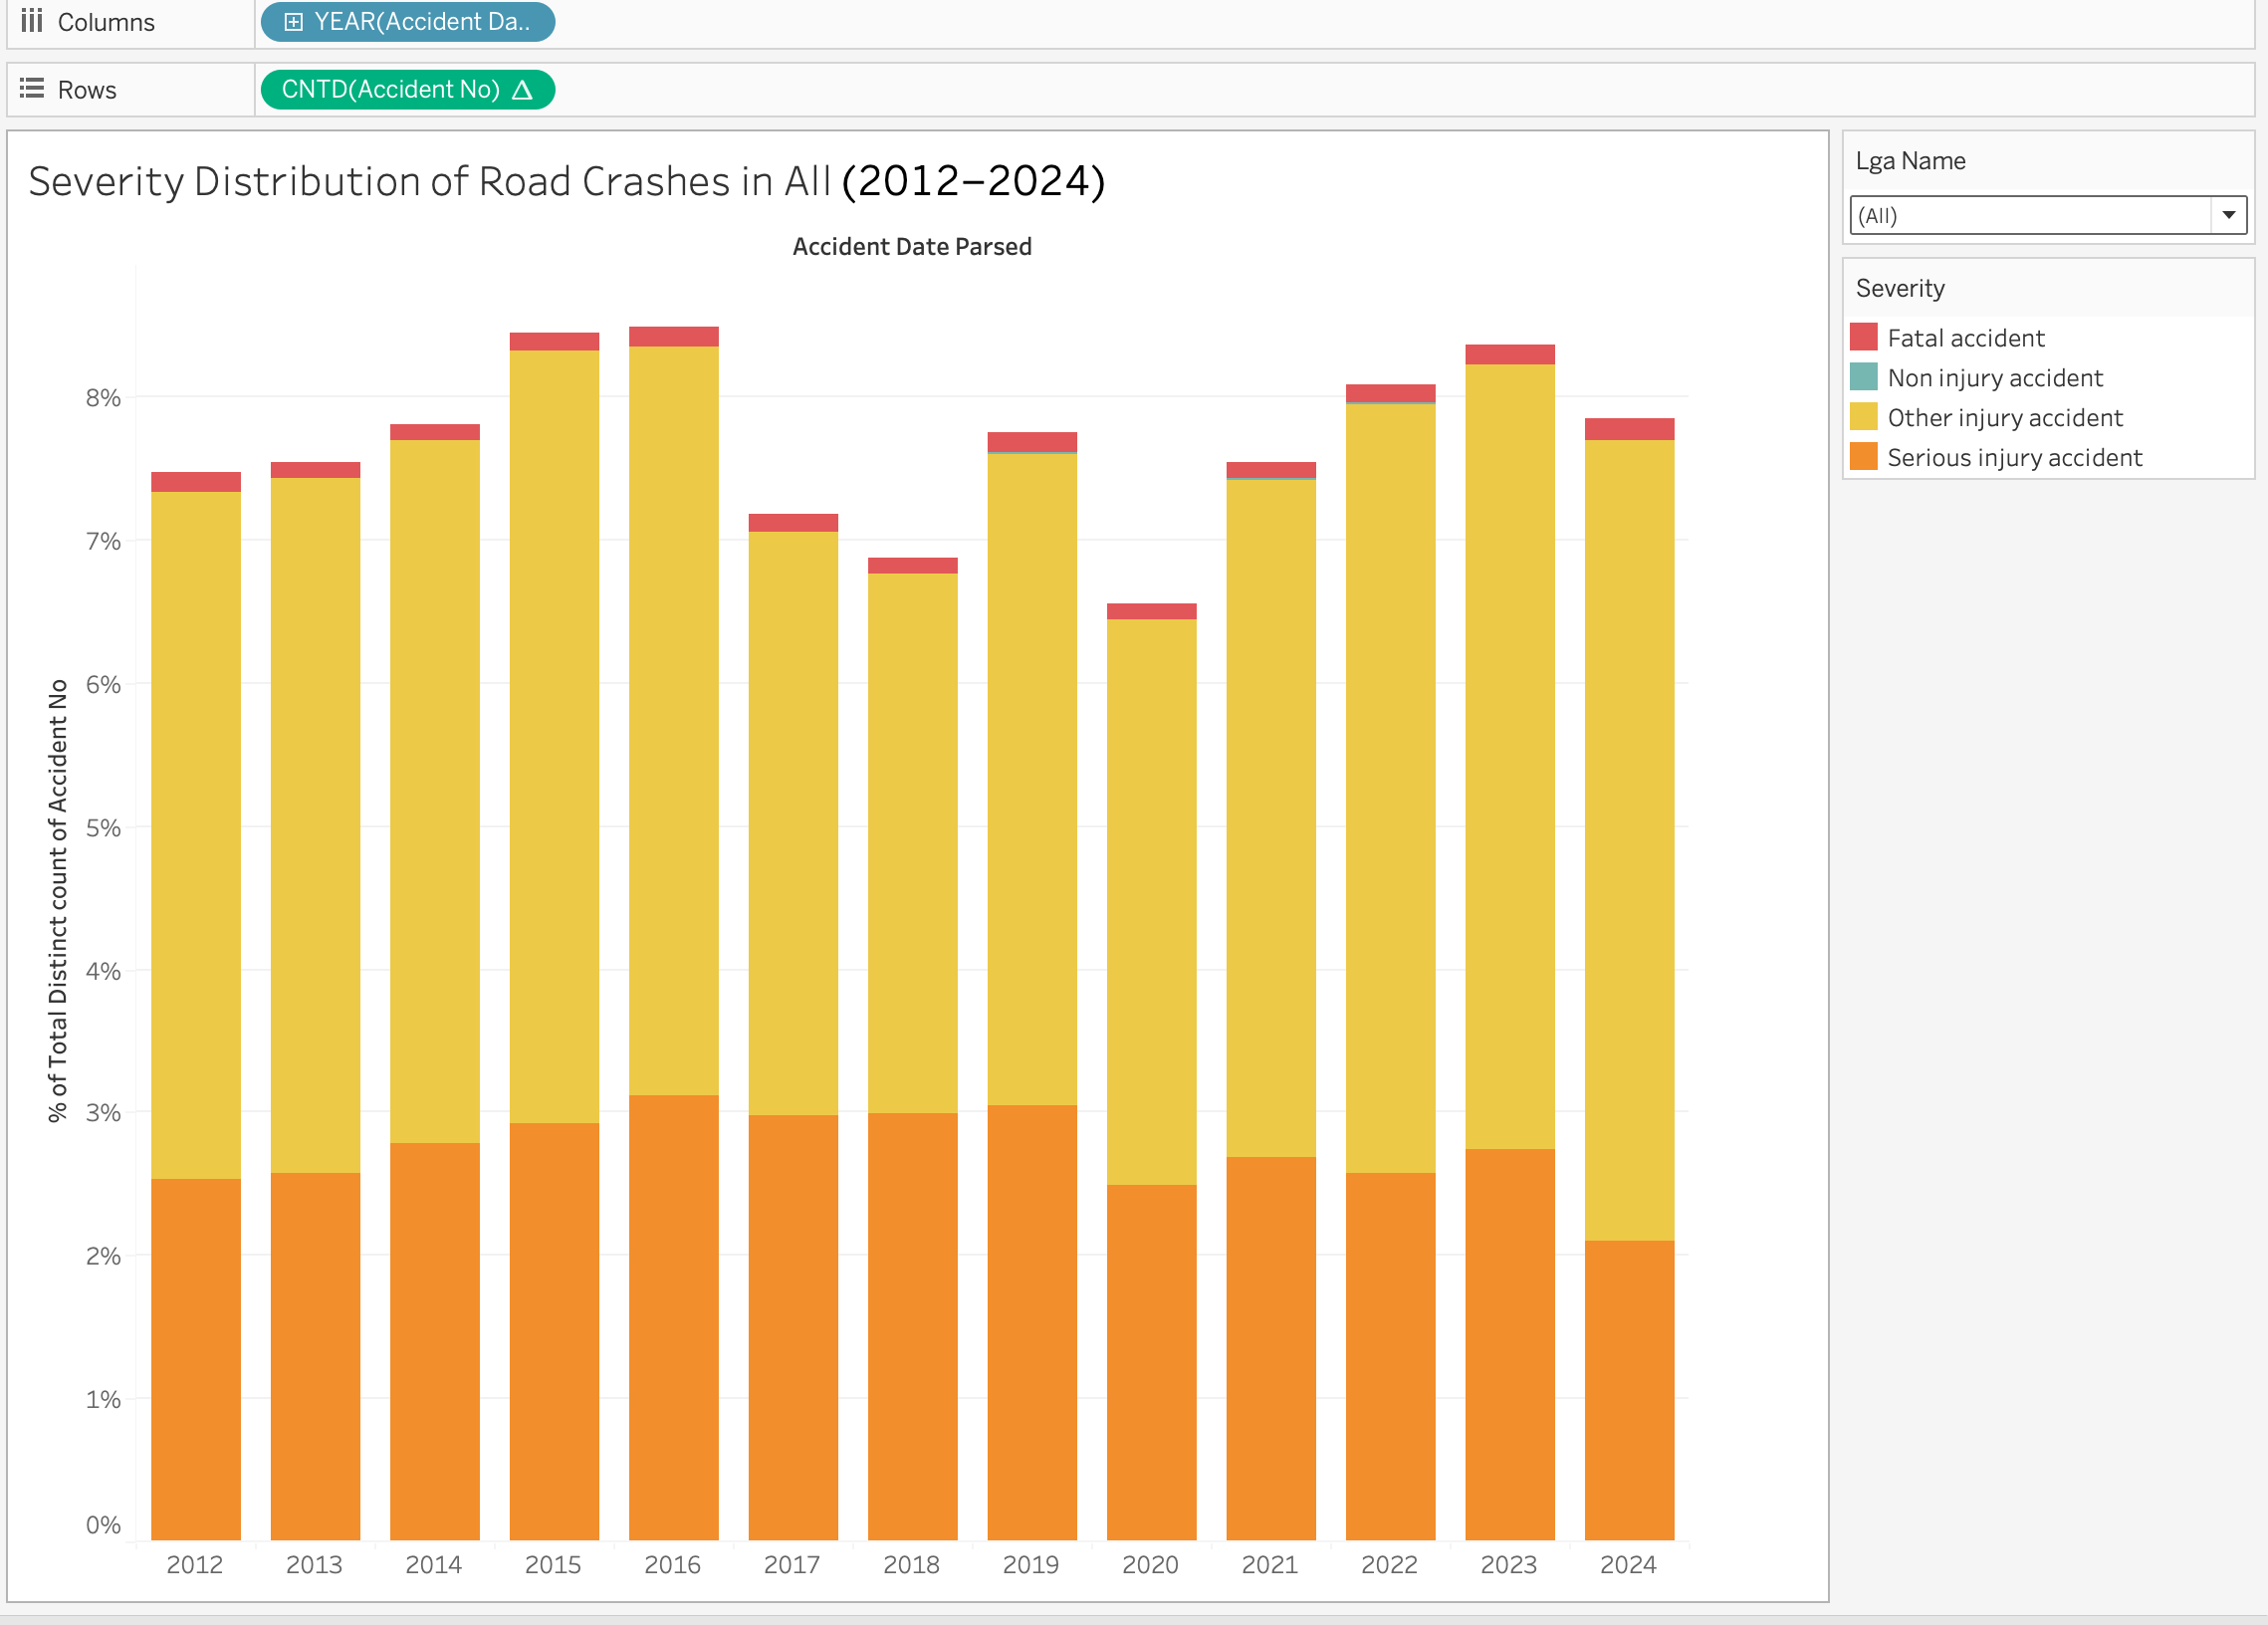 Columns
YEAR(Accident Da..
Rows
CNTD(Accident No) △
Severity Distribution of Road Crashes in All (2012–2024)
Accident Date Parsed
% of Total Distinct count of Accident No
8%
7%
6%
5%
4%
3%
2%
1%
0%
2012 2013 2014 2015 2016 2017 2018 2019 2020 2021 2022 2023 2024
Lga Name
(All)
Severity
Fatal accident
Non injury accident
Other injury accident
Serious injury accident